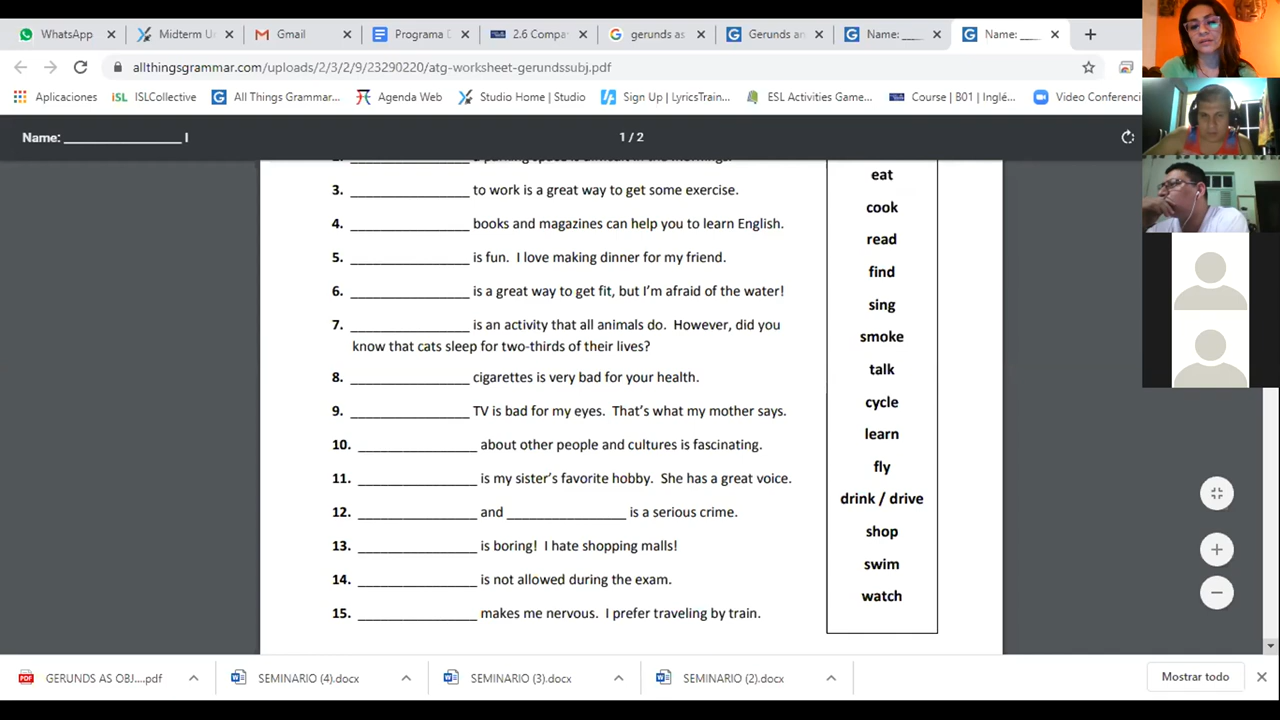 WhatsApp
Midterm
Gmail
Programa
2.6 Compa
gerunds as
Gerunds an
Name: ____
Name: ____
allthingsgrammar.com/uploads/2/3/2/9/23290220/atg-worksheet-gerundssubj.pdf
Aplicaciones
iSL ISLCollective
G All Things Grammar...
Agenda Web
Studio Home | Studio
Sign Up | LyricsTrain...
ESL Activities Game...
Course | B01 | Inglé...
Video Conferenci
Name: ________________ I
1 / 2
3. ________________ to work is a great way to get some exercise.
4. ________________ books and magazines can help you to learn English.
5. ________________ is fun. I love making dinner for my friend.
6. ________________ is a great way to get fit, but I'm afraid of the water!
7. ________________ is an activity that all animals do. However, did you
know that cats sleep for two-thirds of their lives?
8. ________________ cigarettes is very bad for your health.
9. ________________ TV is bad for my eyes. That's what my mother says.
10. ________________ about other people and cultures is fascinating.
11. ________________ is my sister's favorite hobby. She has a great voice.
12. ________________ and ________________ is a serious crime.
13. ________________ is boring! I hate shopping malls!
14. ________________ is not allowed during the exam.
15. ________________ makes me nervous. I prefer traveling by train.
eat
cook
read
find
sing
smoke
talk
cycle
learn
fly
drink / drive
shop
swim
watch
GERUNDS AS OBJ....pdf
SEMINARIO (4).docx
SEMINARIO (3).docx
SEMINARIO (2).docx
Mostrar todo